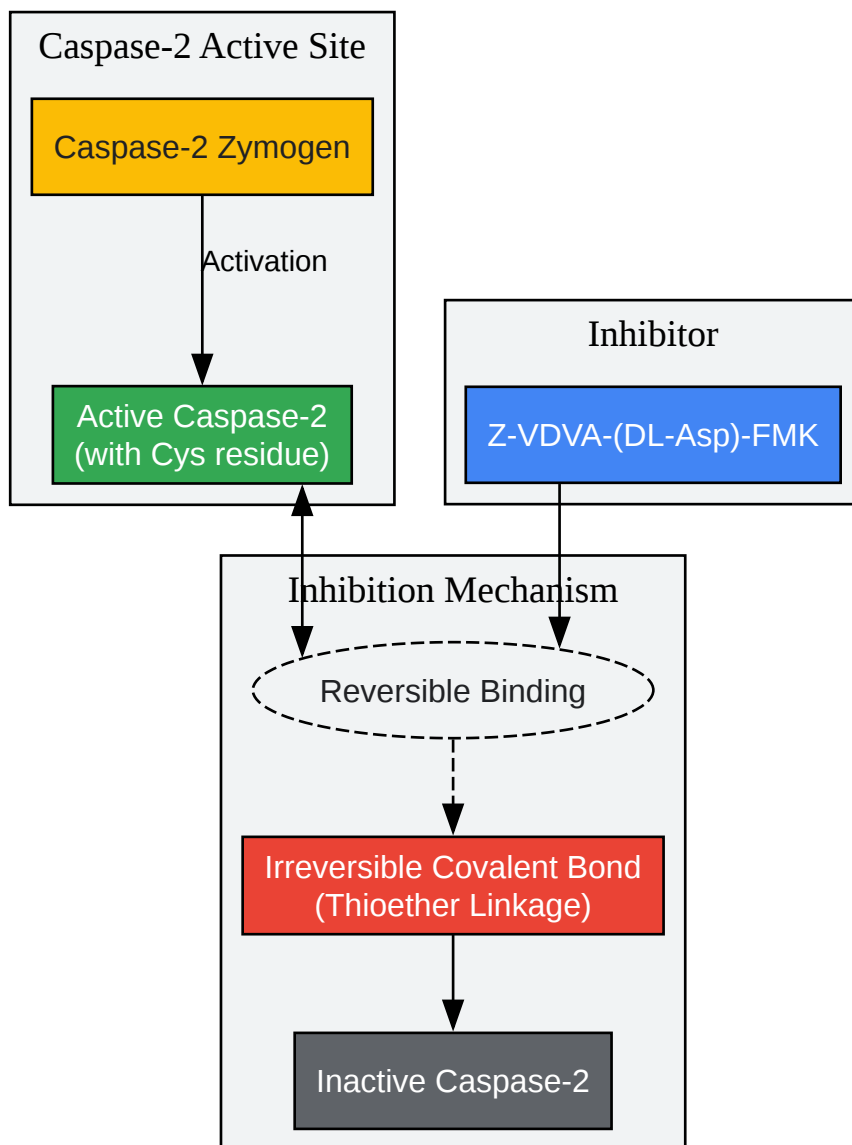 Caspase-2 Active Site
Caspase-2 Zymogen
Activation
Active Caspase-2
(with Cys residue)
Inhibitor
Z-VDVA-(DL-Asp)-FMK
Inhibition Mechanism
Reversible Binding
Irreversible Covalent Bond
(Thioether Linkage)
Inactive Caspase-2